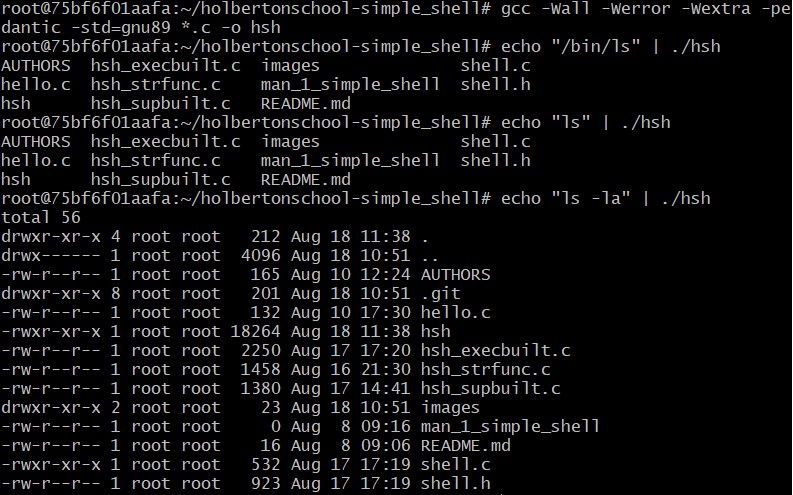 root@75bf6f01aafa:~/holbertonschool-simple_shell# gcc -Wall -Werror -Wextra -pe
dantic -std=gnu89 *.c -o hsh
root@75bf6f01aafa:~/holbertonschool-simple_shell# echo "/bin/ls" | ./hsh
AUTHORS  hsh_execbuilt.c  images              shell.c
hello.c  hsh_strfunc.c    man_1_simple_shell  shell.h
hsh      hsh_supbuilt.c   README.md
root@75bf6f01aafa:~/holbertonschool-simple_shell# echo "ls" | ./hsh
AUTHORS  hsh_execbuilt.c  images              shell.c
hello.c  hsh_strfunc.c    man_1_simple_shell  shell.h
hsh      hsh_supbuilt.c   README.md
root@75bf6f01aafa:~/holbertonschool-simple_shell# echo "ls -la" | ./hsh
total 56
drwxr-xr-x 4 root root   212 Aug 18 11:38 .
drwx------ 1 root root  4096 Aug 18 10:51 ..
-rw-r--r-- 1 root root   165 Aug 10 12:24 AUTHORS
drwxr-xr-x 8 root root   201 Aug 18 10:51 .git
-rw-r--r-- 1 root root   132 Aug 10 17:30 hello.c
-rwxr-xr-x 1 root root 18264 Aug 18 11:38 hsh
-rw-r--r-- 1 root root  2250 Aug 17 17:20 hsh_execbuilt.c
-rw-r--r-- 1 root root  1458 Aug 16 21:30 hsh_strfunc.c
-rw-r--r-- 1 root root  1380 Aug 17 14:41 hsh_supbuilt.c
drwxr-xr-x 2 root root    23 Aug 18 10:51 images
-rw-r--r-- 1 root root     0 Aug  8 09:16 man_1_simple_shell
-rw-r--r-- 1 root root    16 Aug  8 09:06 README.md
-rwxr-xr-x 1 root root   532 Aug 17 17:19 shell.c
-rw-r--r-- 1 root root   923 Aug 17 17:19 shell.h